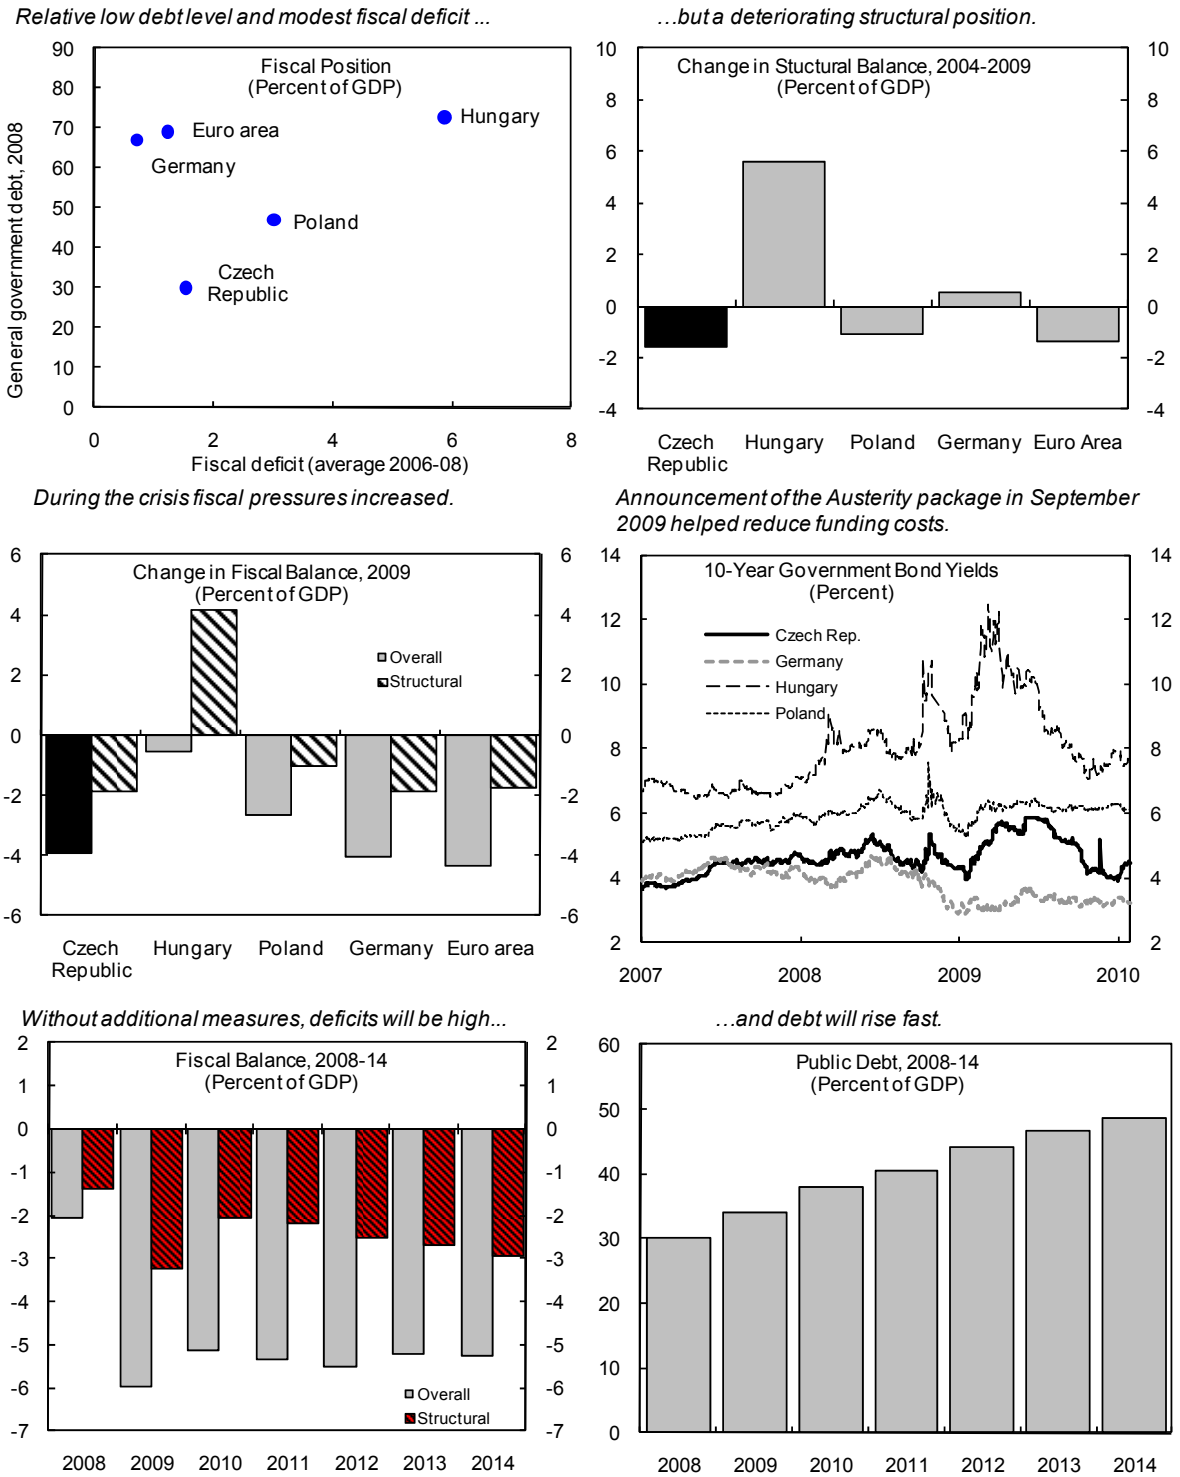 Relative low debt level and modest fiscal deficit ...
90
80
70
60
50
40
30
20
10
0
General government debt, 2008
Fiscal Position
(Percent of GDP)
Hungary
Euro area
Germany
Poland
Czech
Republic
0 2 4 6 8
Fiscal deficit (average 2006-08)
…but a deteriorating structural position.
10 10
8 8
6 6
4 4
2 2
0 0
-2 -2
-4 -4
Change in Stuctural Balance, 2004-2009
(Percent of GDP)
Czech Hungary Poland Germany Euro Area
Republic
During the crisis fiscal pressures increased.
6 6
4 4
2 2
0 0
-2 -2
-4 -4
-6 -6
Change in Fiscal Balance, 2009
(Percent of GDP)
Overall
Structural
Czech Hungary Poland Germany Euro area
Republic
Announcement of the Austerity package in September
2009 helped reduce funding costs.
14 14
12 12
10 10
8 8
6 6
4 4
2 2
10-Year Government Bond Yields
(Percent)
Czech Rep.
Germany
Hungary
Poland
2007 2008 2009 2010
Without additional measures, deficits will be high...
2 2
1 1
0 0
-1 -1
-2 -2
-3 -3
-4 -4
-5 -5
-6 -6
-7 -7
Fiscal Balance, 2008-14
(Percent of GDP)
Overall
Structural
2008 2009 2010 2011 2012 2013 2014
…and debt will rise fast.
60
50
40
30
20
10
0
Public Debt, 2008-14
(Percent of GDP)
2008 2009 2010 2011 2012 2013 2014